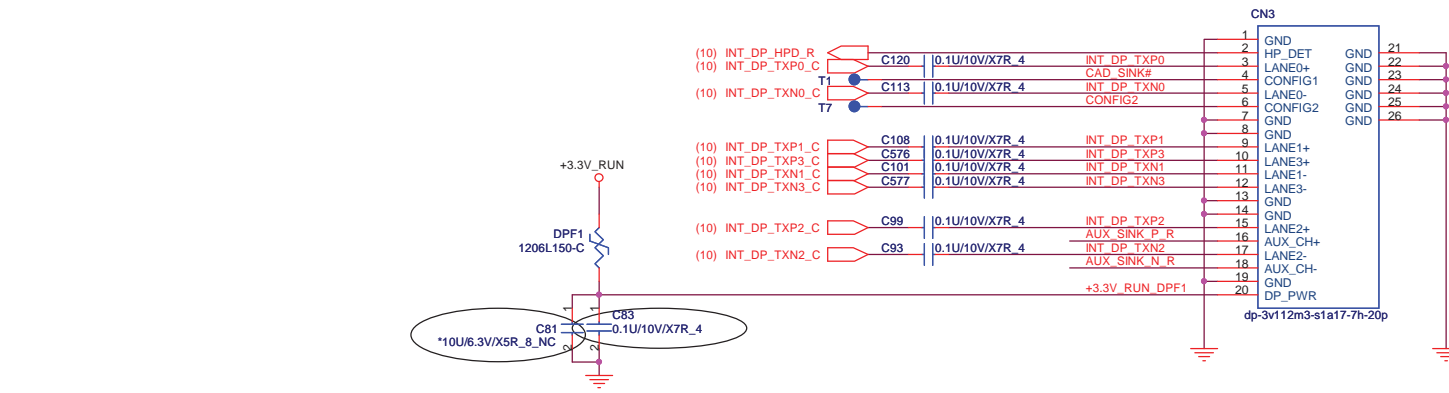 CN3
1 GND
(10) INT_DP_HPD_R 2 HP_DET GND 21
(10) INT_DP_TXP0_C C120 0.1U/10V/X7R_4 INT_DP_TXP0 3 LANE0+ GND 22
T1 CAD_SINK# 4 CONFIG1 GND 23
(10) INT_DP_TXN0_C C113 0.1U/10V/X7R_4 INT_DP_TXN0 5 LANE0- GND 24
T7 CONFIG2 6 CONFIG2 GND 25
7 GND GND 26
8 GND
(10) INT_DP_TXP1_C C108 0.1U/10V/X7R_4 INT_DP_TXP1 9 LANE1+
(10) INT_DP_TXP3_C C576 0.1U/10V/X7R_4 INT_DP_TXP3 10 LANE3+
(10) INT_DP_TXN1_C C101 0.1U/10V/X7R_4 INT_DP_TXN1 11 LANE1-
(10) INT_DP_TXN3_C C577 0.1U/10V/X7R_4 INT_DP_TXN3 12 LANE3-
13 GND
14 GND
(10) INT_DP_TXP2_C C99 0.1U/10V/X7R_4 INT_DP_TXP2 15 LANE2+
AUX_SINK_P_R 16 AUX_CH+
(10) INT_DP_TXN2_C C93 0.1U/10V/X7R_4 INT_DP_TXN2 17 LANE2-
AUX_SINK_N_R 18 AUX_CH-
19 GND
+3.3V_RUN_DPF1 20 DP_PWR
dp-3v112m3-s1a17-7h-20p
+3.3V_RUN
DPF1
1206L150-C
1 1
C81 C83
*10U/6.3V/X5R_8_NC 0.1U/10V/X7R_4
2 2